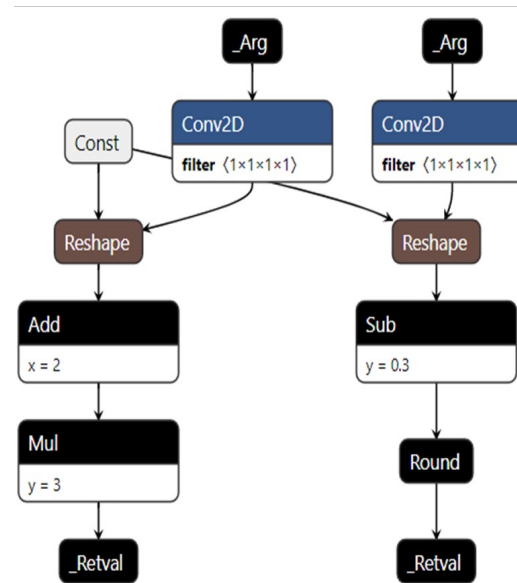 _Arg
_Arg
Conv2D
filter〈1×1×1×1〉
Conv2D
filter〈1×1×1×1〉
Const
Reshape
Reshape
Add
x = 2
Sub
y = 0.3
Mul
y = 3
Round
_Retval
_Retval